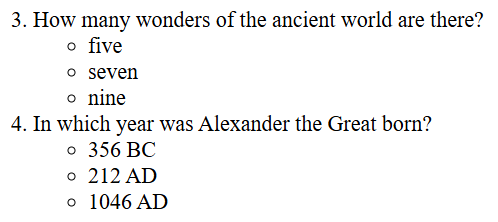 3. How many wonders of the ancient world are there?
○ five
○ seven
○ nine
4. In which year was Alexander the Great born?
○ 356 BC
○ 212 AD
○ 1046 AD